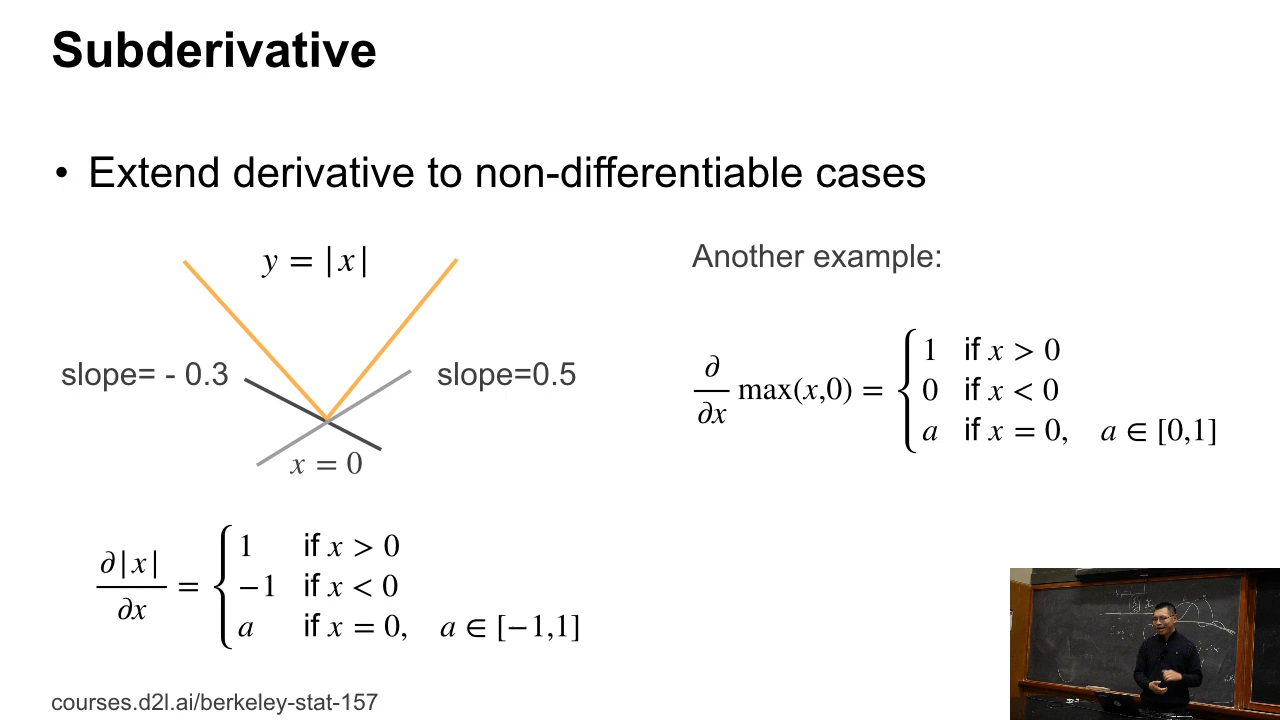 Subderivative
• Extend derivative to non-differentiable cases
y = |x|
slope= - 0.3
slope=0.5
x = 0
∂|x|/∂x = { 1 if x > 0
−1 if x < 0
a if x = 0, a ∈ [−1,1]
Another example:
∂/∂x max(x,0) = { 1 if x > 0
0 if x < 0
a if x = 0, a ∈ [0,1]
courses.d2l.ai/berkeley-stat-157